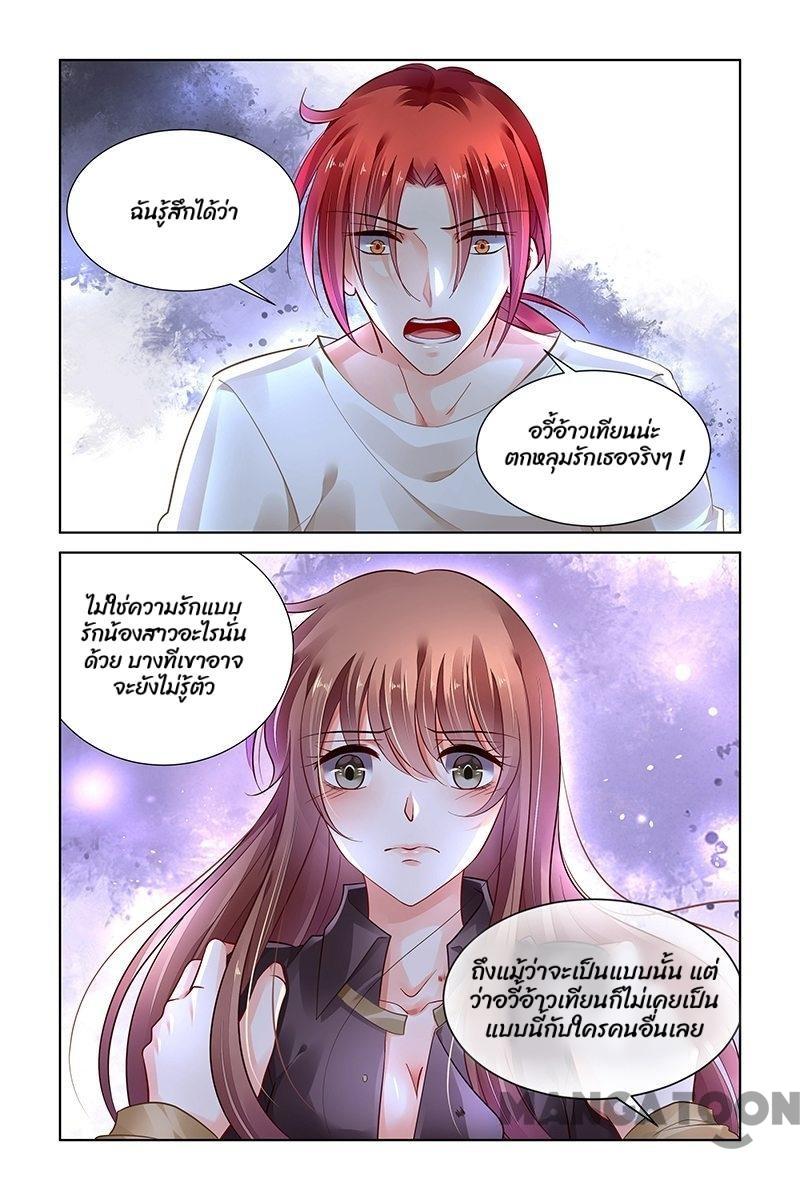 ฉันรู้สึกได้ว่า
อวี้อ้าวเทียนน่ะ
ตกหลุมรักเธอจริงๆ !
ไม่ใช่ความรักแบบ
รักน้องสาวอะไรนั่น
ด้วย บางทีเขาอาจ
จะยังไม่รู้ตัว
ถึงแม้ว่าจะเป็นแบบนั้น แต่
ว่าอวี้อ้าวเทียนก็ไม่เคยเป็น
แบบนี้กับใครคนอื่นเลย
MANGATOON